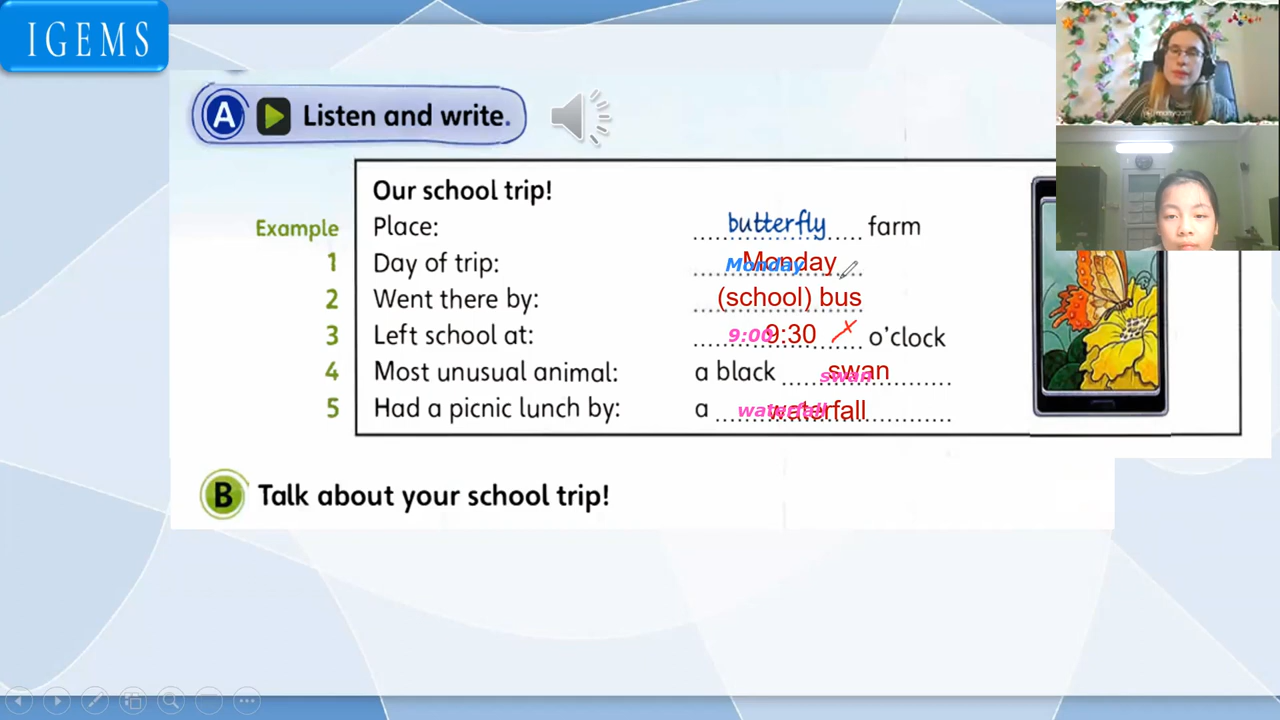 IGEMS
A Listen and write.
Our school trip!
Example Place: butterfly farm
1 Day of trip: Monday Monday
2 Went there by: (school) bus
3 Left school at: 9:00 9:30 o'clock
4 Most unusual animal: a black swan swan
5 Had a picnic lunch by: a waterfall waterfall
B Talk about your school trip!